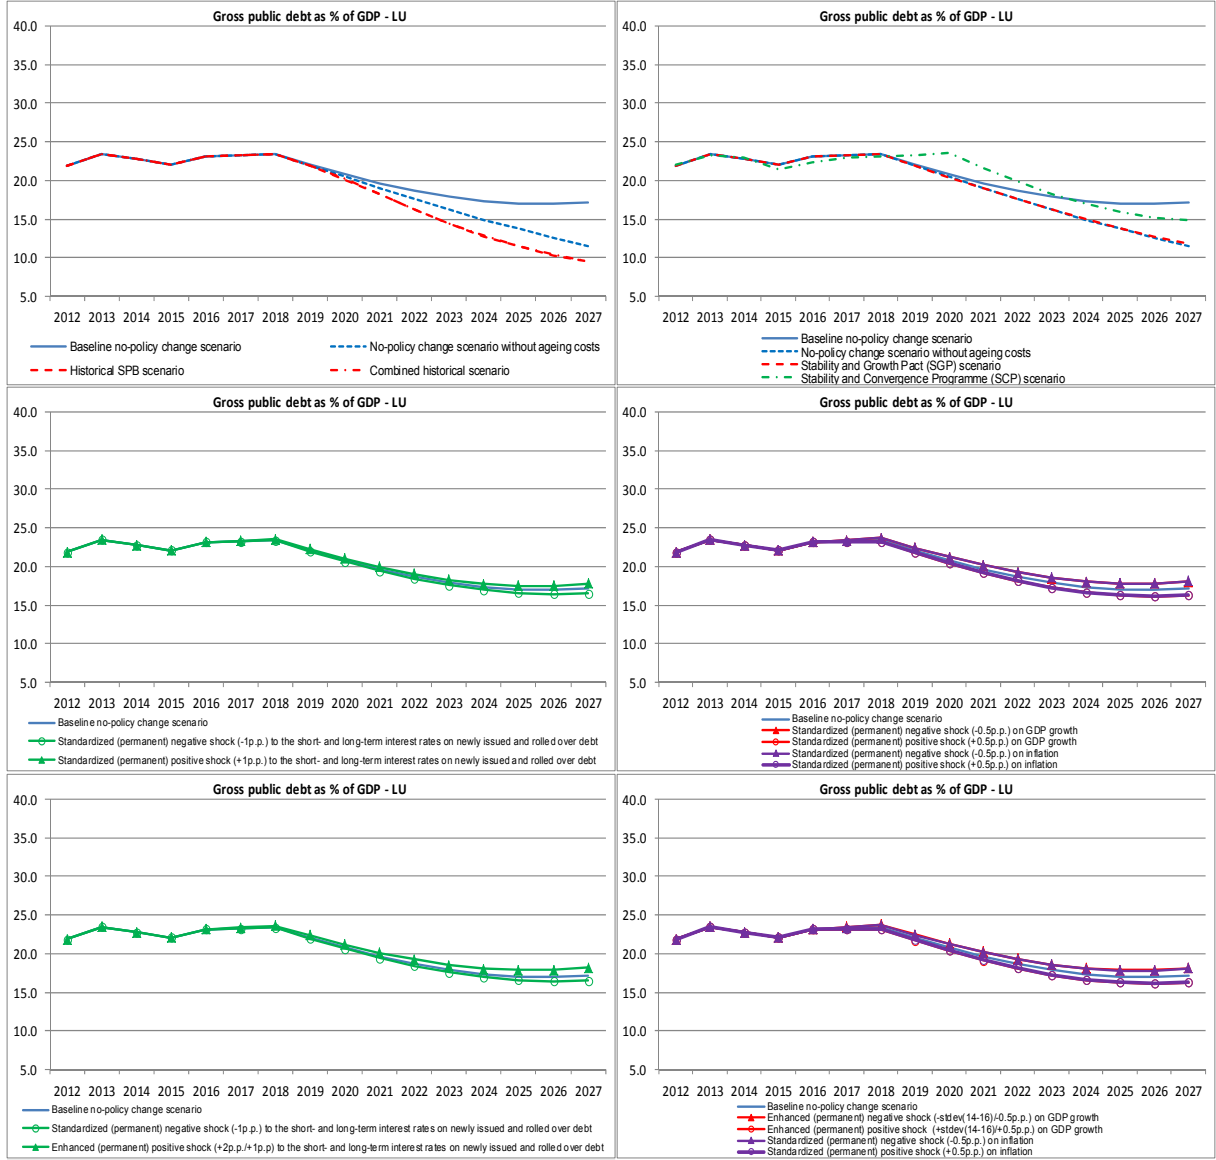 Gross public debt as % of GDP - LU
40.0
35.0
30.0
25.0
20.0
15.0
10.0
5.0
2012 2013 2014 2015 2016 2017 2018 2019 2020 2021 2022 2023 2024 2025 2026 2027
Baseline no-policy change scenario
No-policy change scenario without ageing costs
Historical SPB scenario
Combined historical scenario
Gross public debt as % of GDP - LU
40.0
35.0
30.0
25.0
20.0
15.0
10.0
5.0
2012 2013 2014 2015 2016 2017 2018 2019 2020 2021 2022 2023 2024 2025 2026 2027
Baseline no-policy change scenario
No-policy change scenario without ageing costs
Stability and Growth Pact (SGP) scenario
Stability and Convergence Programme (SCP) scenario
Gross public debt as % of GDP - LU
40.0
35.0
30.0
25.0
20.0
15.0
10.0
5.0
2012 2013 2014 2015 2016 2017 2018 2019 2020 2021 2022 2023 2024 2025 2026 2027
Baseline no-policy change scenario
Standardized (permanent) negative shock (-1p.p.) to the short- and long-term interest rates on newly issued and rolled over debt
Standardized (permanent) positive shock (+1p.p.) to the short- and long-term interest rates on newly issued and rolled over debt
Gross public debt as % of GDP - LU
40.0
35.0
30.0
25.0
20.0
15.0
10.0
5.0
2012 2013 2014 2015 2016 2017 2018 2019 2020 2021 2022 2023 2024 2025 2026 2027
Baseline no-policy change scenario
Standardized (permanent) negative shock (-0.5p.p.) on GDP growth
Standardized (permanent) positive shock (+0.5p.p.) on GDP growth
Standardized (permanent) negative shock (-0.5p.p.) on inflation
Standardized (permanent) positive shock (+0.5p.p.) on inflation
Gross public debt as % of GDP - LU
40.0
35.0
30.0
25.0
20.0
15.0
10.0
5.0
2012 2013 2014 2015 2016 2017 2018 2019 2020 2021 2022 2023 2024 2025 2026 2027
Baseline no-policy change scenario
Standardized (permanent) negative shock (-1p.p.) to the short- and long-term interest rates on newly issued and rolled over debt
Enhanced (permanent) positive shock (+2p.p./+1p.p) to the short- and long-term interest rates on newly issued and rolled over debt
Gross public debt as % of GDP - LU
40.0
35.0
30.0
25.0
20.0
15.0
10.0
5.0
2012 2013 2014 2015 2016 2017 2018 2019 2020 2021 2022 2023 2024 2025 2026 2027
Baseline no-policy change scenario
Enhanced (permanent) negative shock (-stdev(14-16)/-0.5p.p.) on GDP growth
Enhanced (permanent) positive shock (+stdev(14-16)/+0.5p.p.) on GDP growth
Standardized (permanent) negative shock (-0.5p.p.) on inflation
Standardized (permanent) positive shock (+0.5p.p.) on inflation